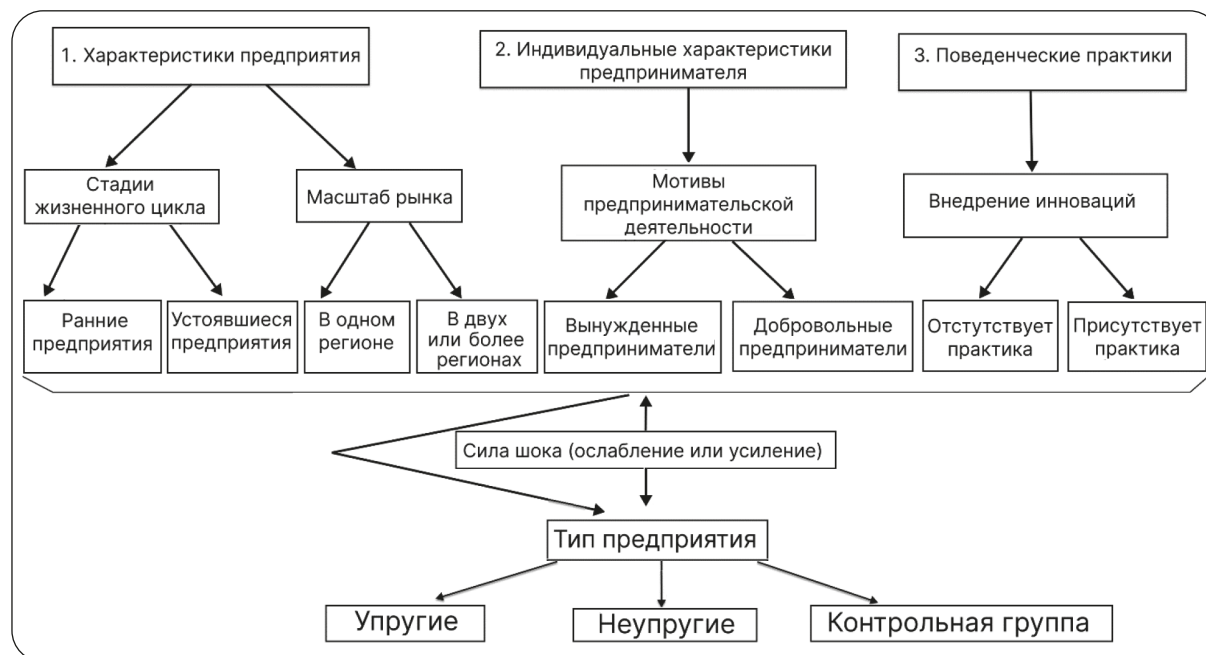 1. Характеристики предприятия
2. Индивидуальные характеристики
предпринимателя
3. Поведенческие практики
Стадии
жизненного цикла
Масштаб рынка
Мотивы
предпринимательской
деятельности
Внедрение инноваций
Ранние
предприятия
Устоявшиеся
предприятия
В одном
регионе
В двух
или более
регионах
Вынужденные
предприниматели
Добровольные
предприниматели
Отстутствует
практика
Присутствует
практика
Сила шока (ослабление или усиление)
Тип предприятия
Упругие
Неупругие
Контрольная группа